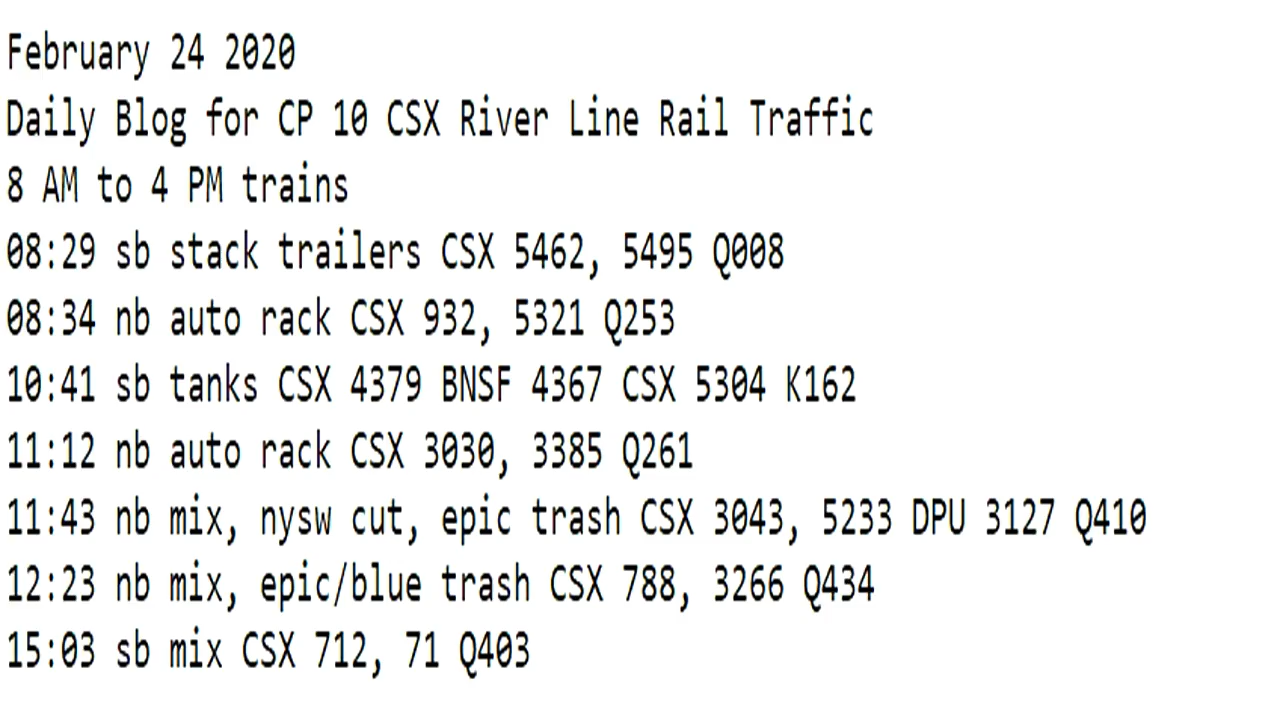 February 24 2020
Daily Blog for CP 10 CSX River Line Rail Traffic
8 AM to 4 PM trains
08:29 sb stack trailers CSX 5462, 5495 Q008
08:34 nb auto rack CSX 932, 5321 Q253
10:41 sb tanks CSX 4379 BNSF 4367 CSX 5304 K162
11:12 nb auto rack CSX 3030, 3385 Q261
11:43 nb mix, nysw cut, epic trash CSX 3043, 5233 DPU 3127 Q410
12:23 nb mix, epic/blue trash CSX 788, 3266 Q434
15:03 sb mix CSX 712, 71 Q403